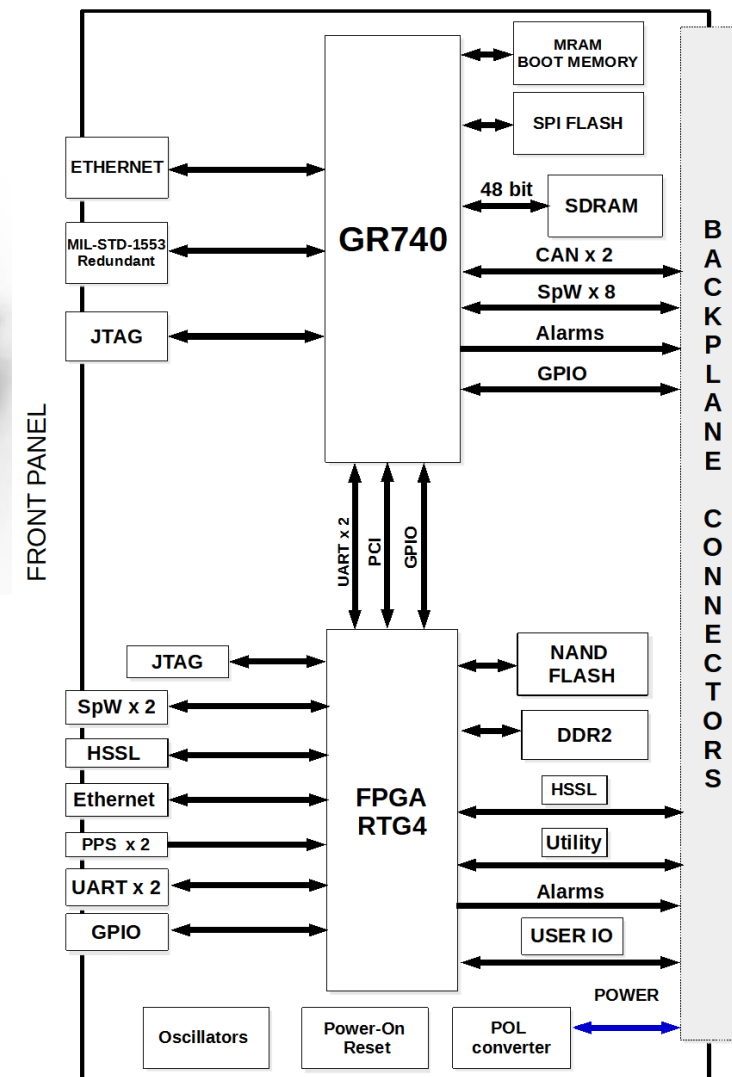 MRAM
BOOT MEMORY
SPI FLASH
ETHERNET
48 bit
SDRAM
MIL-STD-1553
Redundant
GR740
CAN x 2
SpW x 8
JTAG
Alarms
GPIO
FRONT PANEL
BACKPLANE CONNECTORS
UART x 2
PCI
GPIO
JTAG
NAND
FLASH
SpW x 2
DDR2
HSSL
HSSL
Ethernet
FPGA
RTG4
PPS x 2
Utility
UART x 2
Alarms
GPIO
USER IO
POWER
Oscillators
Power-On
Reset
POL
converter